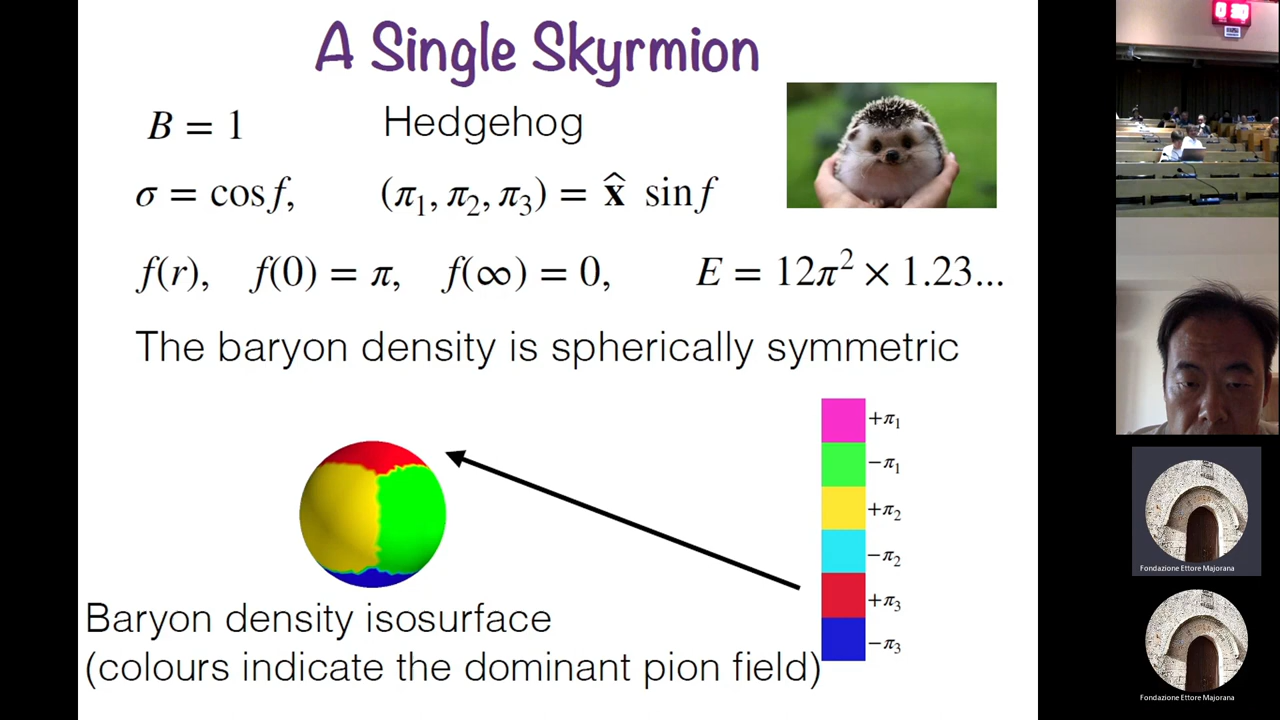 A Single Skyrmion
B = 1 Hedgehog
σ = cos f, (π₁, π₂, π₃) = x̂ sin f
f(r), f(0) = π, f(∞) = 0, E = 12π² × 1.23...
The baryon density is spherically symmetric
+π₁
−π₁
+π₂
−π₂
+π₃
−π₃
Baryon density isosurface
(colours indicate the dominant pion field)
Fondazione Ettore Majorana
Fondazione Ettore Majorana